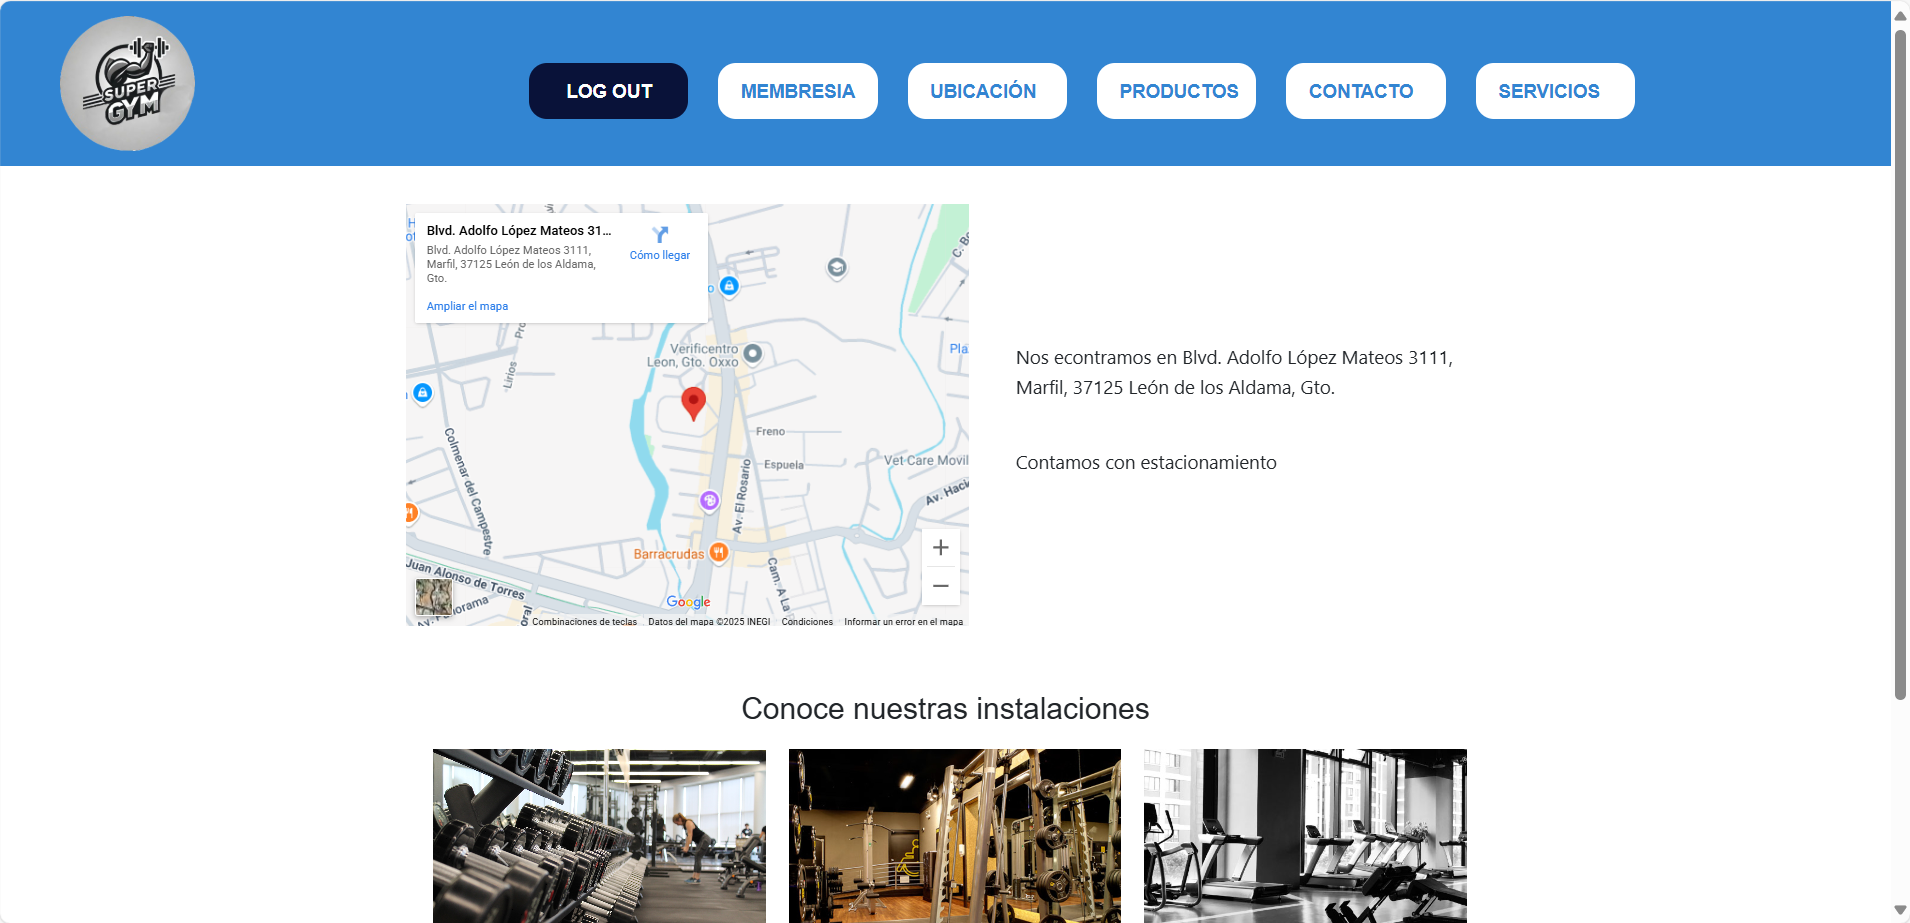 SUPER
GYM
LOG OUT
MEMBRESIA
UBICACIÓN
PRODUCTOS
CONTACTO
SERVICIOS
Blvd. Adolfo López Mateos 31...
Blvd. Adolfo López Mateos 3111,
Marfil, 37125 León de los Aldama,
Gto.
Cómo llegar
Ampliar el mapa
C. Bo
Pro
Lirios
Verificentro
Leon, Gto. Oxxo
Pla
Freno
Espuela
Vet Care Movil
Colmenar del Campestre
Av. El Rosario
Av. Hack
Barracrudas
Juan Alonso de Torres
Cam. A La
Google
Combinaciones de teclas
Datos del mapa ©2025 INEGI
Condiciones
Informar un error en el mapa
Nos econtramos en Blvd. Adolfo López Mateos 3111,
Marfil, 37125 León de los Aldama, Gto.
Contamos con estacionamiento
Conoce nuestras instalaciones